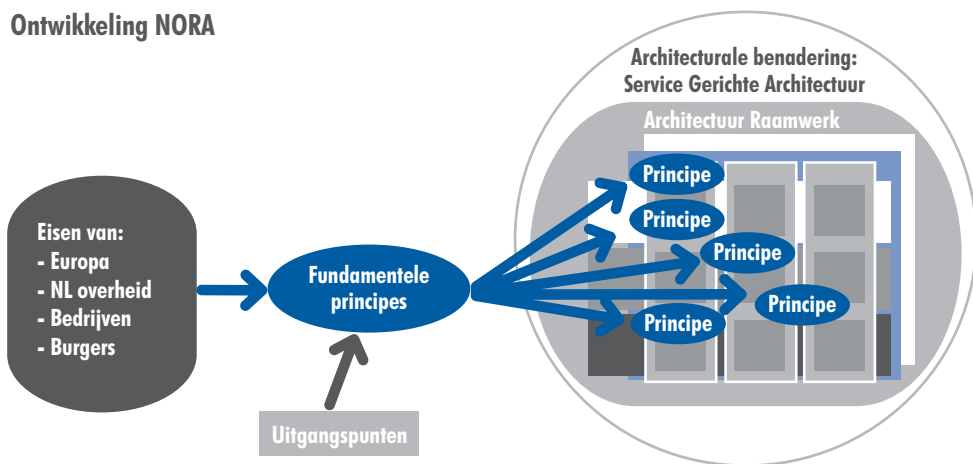 Ontwikkeling NORA
Eisen van:
- Europa
- NL overheid
- Bedrijven
- Burgers
Fundamentele
principes
Uitgangspunten
Architecturale benadering:
Service Gerichte Architectuur
Architectuur Raamwerk
Principe
Principe
Principe
Principe
Principe